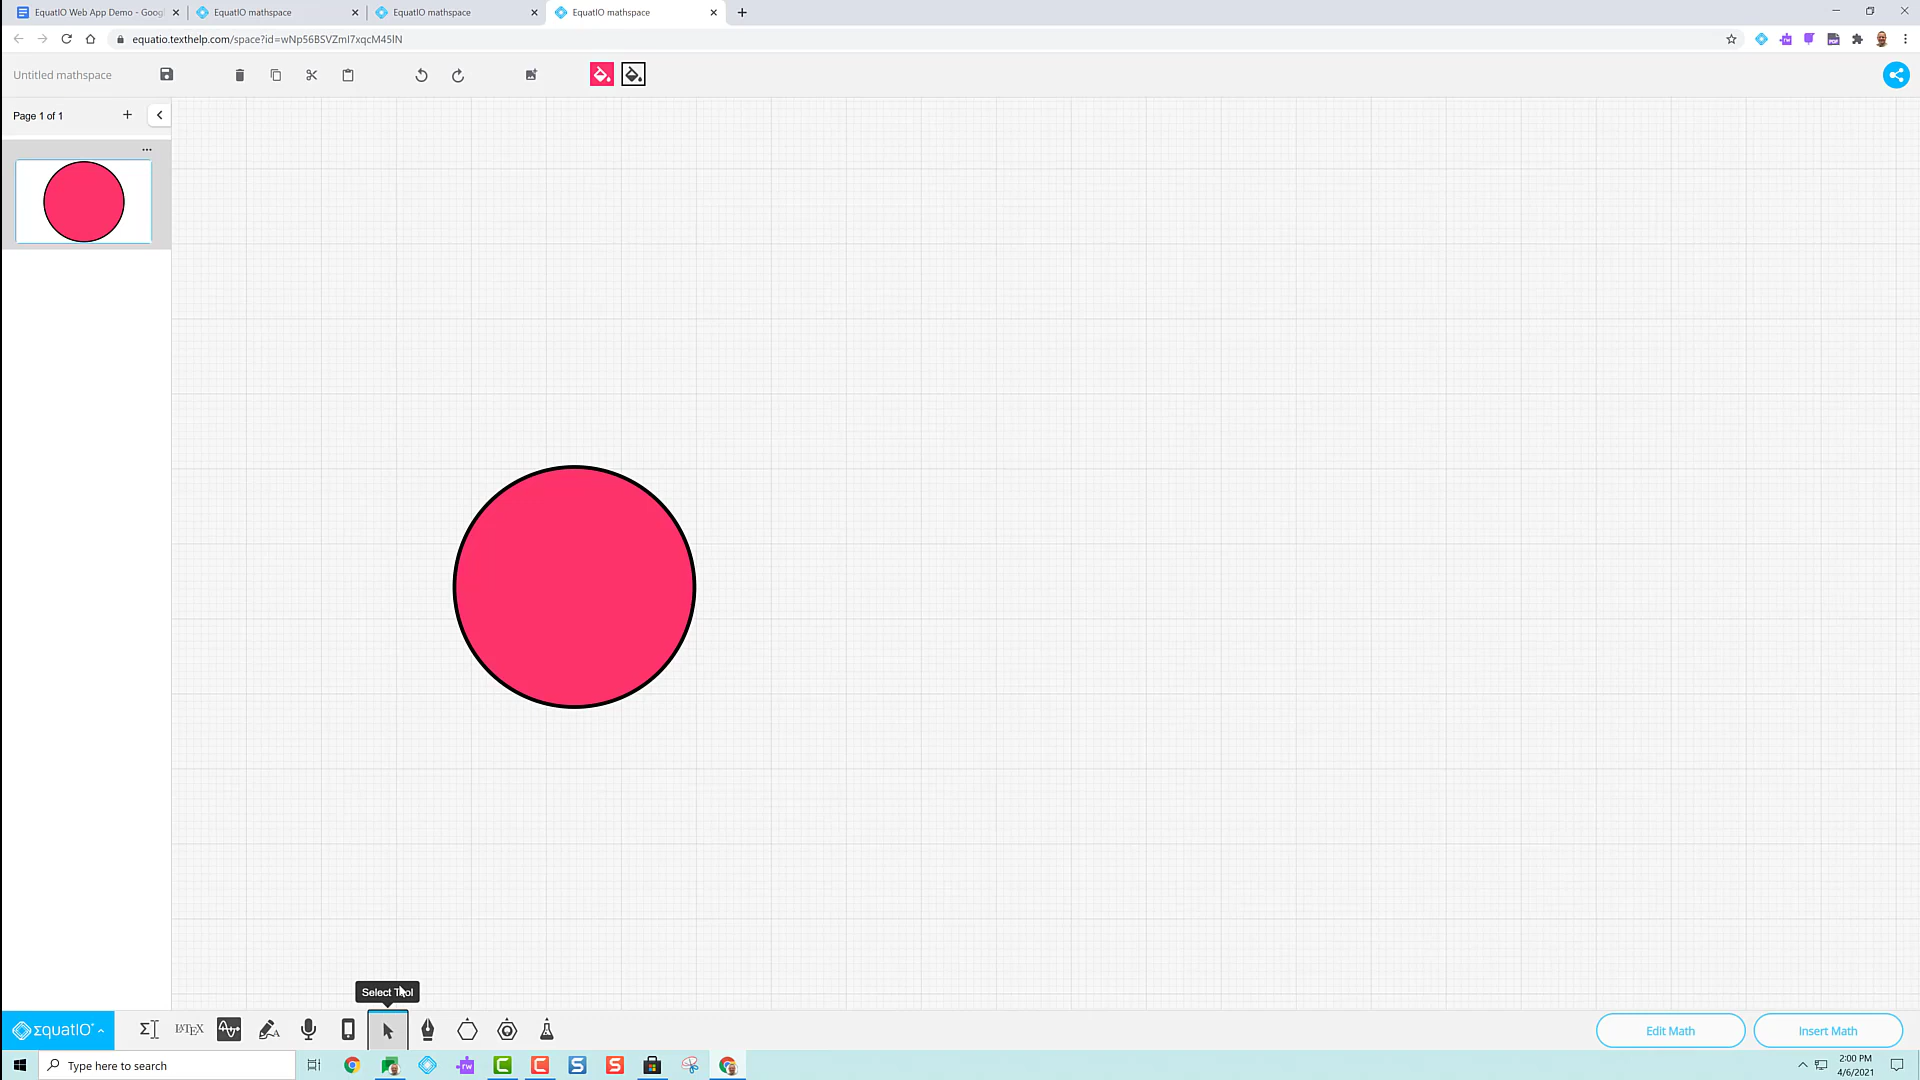 EquatIO Web App Demo - Googl
EquatIO mathspace
EquatIO mathspace
EquatIO mathspace
equatio.texthelp.com/space?id=wNp56BSVZmI7xqcM45lN
Untitled mathspace
Page 1 of 1
Select Tool
ΣquatIO
LATEX
Edit Math
Insert Math
Type here to search
2:00 PM
4/6/2021